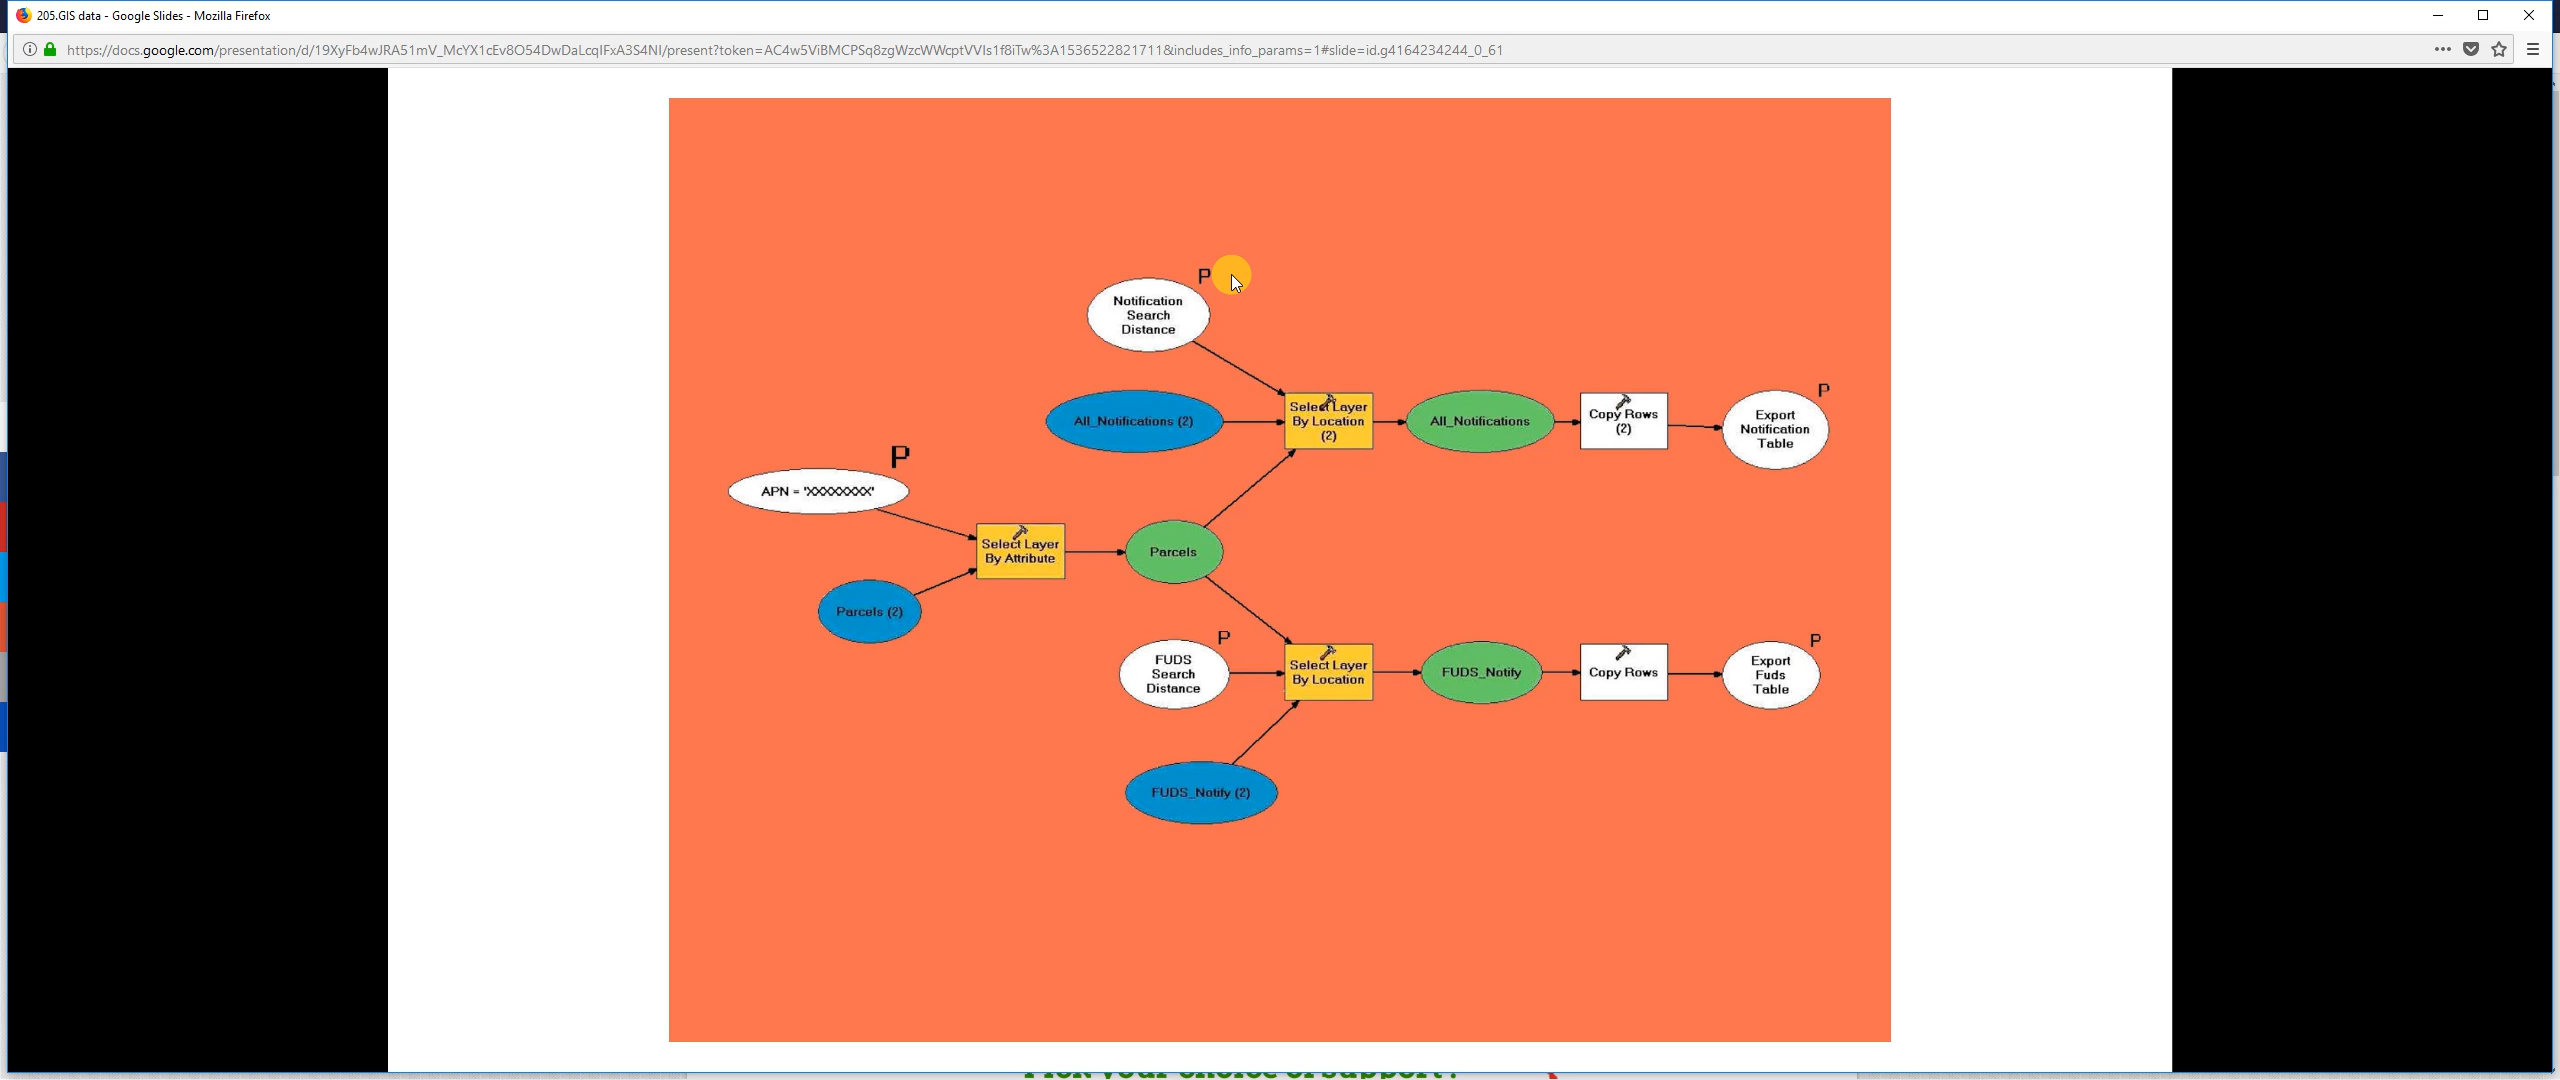 205.GIS data - Google Slides - Mozilla Firefox
https://docs.google.com/presentation/d/19XyFb4wJRA51mV_McYX1cEv8O54DwDaLcqIFxA3S4NI/present?token=AC4w5ViBMCPSq8zgWzcWWcptVVIs1f8iTw%3A1536522821711&includes_info_params=1#slide=id.g4164234244_0_61
P
Notification
Search
Distance
All_Notifications (2)
Select Layer
By Location
(2)
All_Notifications
Copy Rows
(2)
P
Export
Notification
Table
P
APN = 'XXXXXXXX'
Select Layer
By Attribute
Parcels
Parcels (2)
P
FUDS
Search
Distance
Select Layer
By Location
FUDS_Notify
Copy Rows
P
Export
Fuds
Table
FUDS_Notify (2)